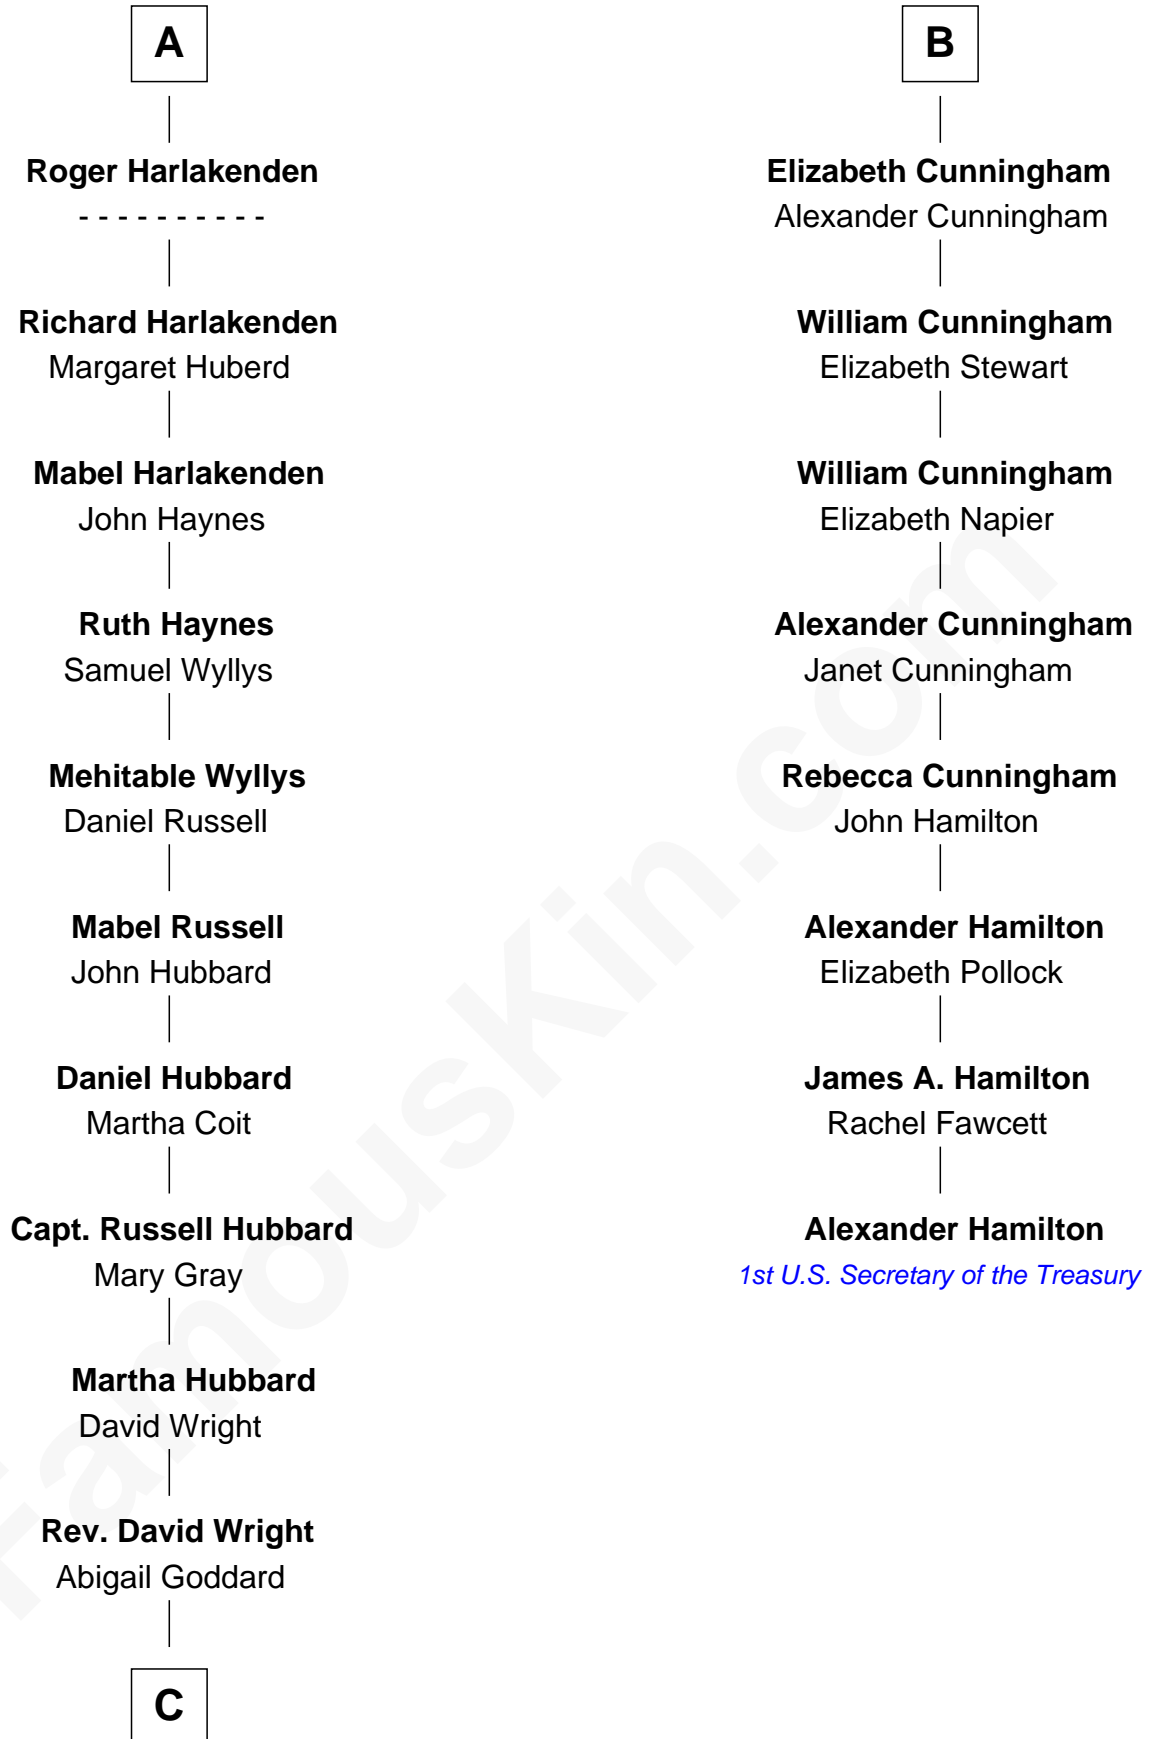 A
Roger Harlakenden
- - - - - - - - - -
Richard Harlakenden
Margaret Huberd
Mabel Harlakenden
John Haynes
Ruth Haynes
Samuel Wyllys
Mehitable Wyllys
Daniel Russell
Mabel Russell
John Hubbard
Daniel Hubbard
Martha Coit
Capt. Russell Hubbard
Mary Gray
Martha Hubbard
David Wright
Rev. David Wright
Abigail Goddard
C
B
Elizabeth Cunningham
Alexander Cunningham
William Cunningham
Elizabeth Stewart
William Cunningham
Elizabeth Napier
Alexander Cunningham
Janet Cunningham
Rebecca Cunningham
John Hamilton
Alexander Hamilton
Elizabeth Pollock
James A. Hamilton
Rachel Fawcett
Alexander Hamilton
1st U.S. Secretary of the Treasury
FamousKin.com